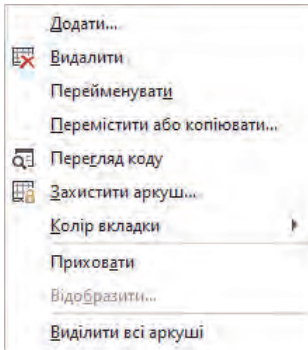 Додати...
Видалити
Перейменувати
Перемістити або копіювати...
Перегляд коду
Захистити аркуш...
Колір вкладки
Приховати
Відобразити...
Виділити всі аркуші